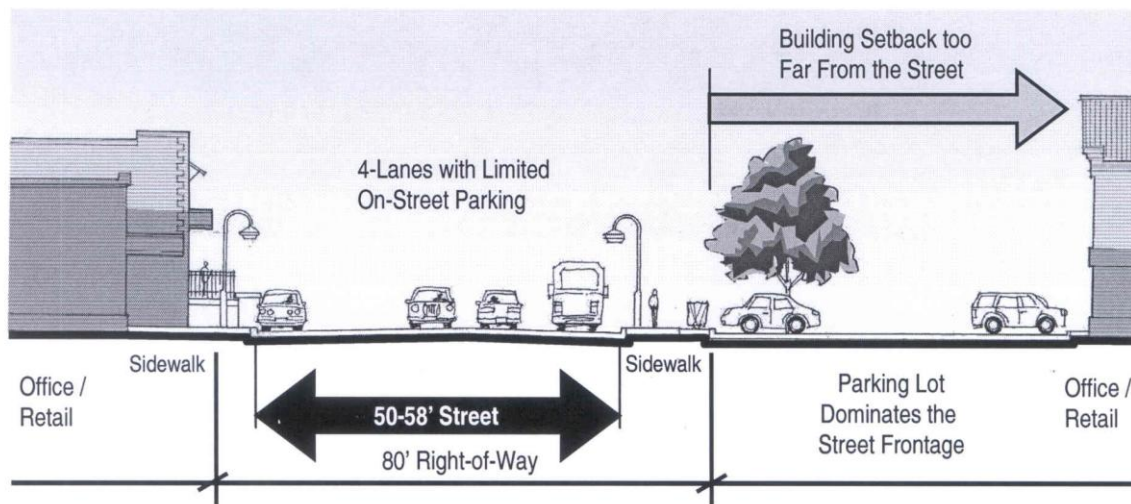 Building Setback too
Far From the Street
4-Lanes with Limited
On-Street Parking
Sidewalk
Sidewalk
Office /
Retail
50-58' Street
80' Right-of-Way
Parking Lot
Dominates the
Street Frontage
Office /
Retail